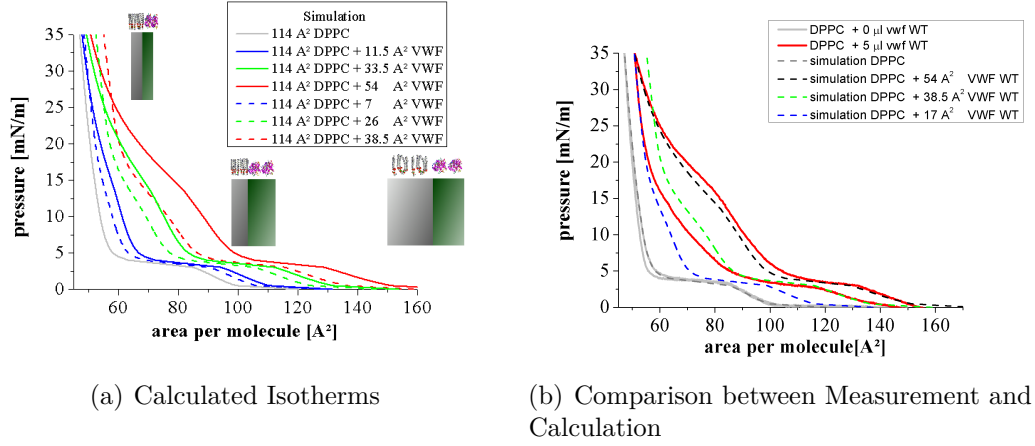 Simulation
114 A² DPPC
114 A² DPPC + 11.5 A² VWF
114 A² DPPC + 33.5 A² VWF
114 A² DPPC + 54 A² VWF
114 A² DPPC + 7 A² VWF
114 A² DPPC + 26 A² VWF
114 A² DPPC + 38.5 A² VWF
pressure [mN/m]
35
30
25
20
15
10
5
0
60 80 100 120 140 160
area per molecule [A²]
(a) Calculated Isotherms
DPPC + 0 µl vwf WT
DPPC + 5 µl vwf WT
simulation DPPC
simulation DPPC + 54 A² VWF WT
simulation DPPC + 38.5 A² VWF WT
simulation DPPC + 17 A² VWF WT
pressure [mN/m]
35
30
25
20
15
10
5
0
60 80 100 120 140 160
area per molecule[A²]
(b) Comparison between Measurement and
Calculation